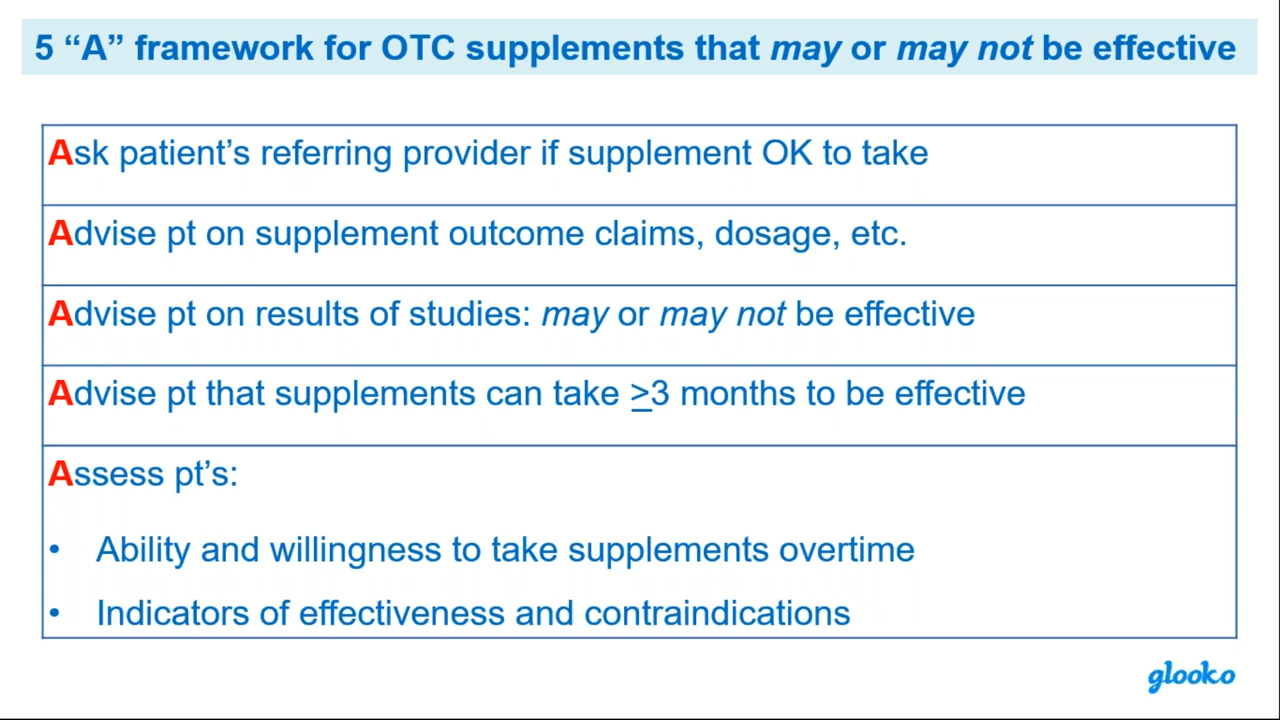 5 “A” framework for OTC supplements that may or may not be effective
Ask patient’s referring provider if supplement OK to take
Advise pt on supplement outcome claims, dosage, etc.
Advise pt on results of studies: may or may not be effective
Advise pt that supplements can take ≥3 months to be effective
Assess pt’s:
• Ability and willingness to take supplements overtime
• Indicators of effectiveness and contraindications
glooko